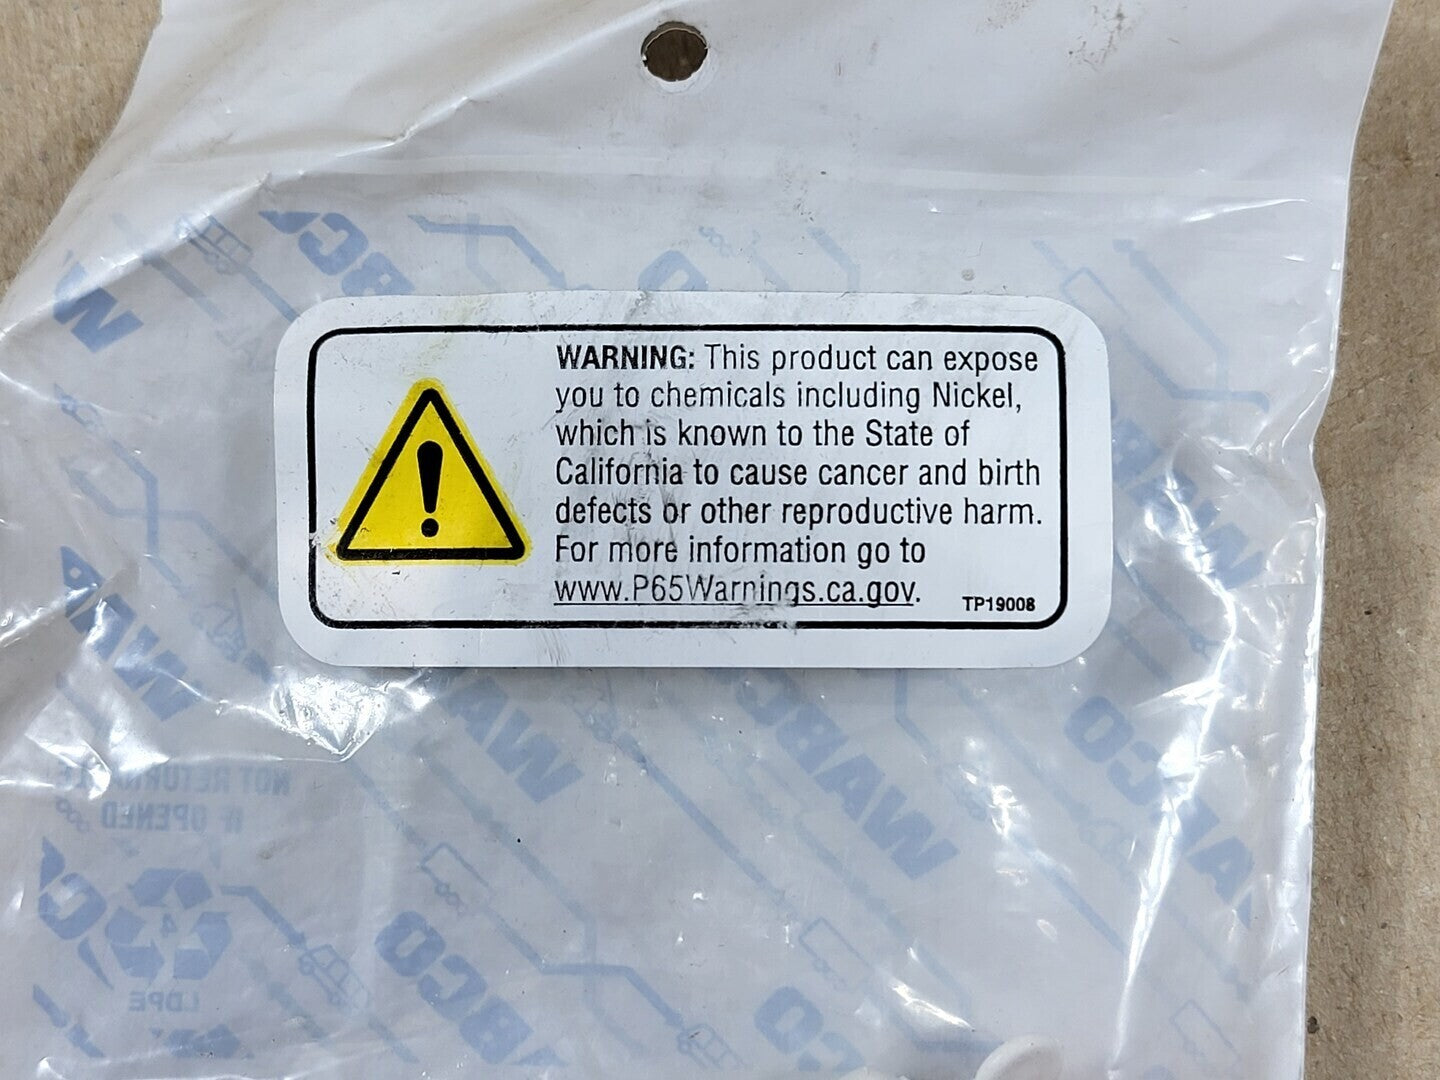 WARNING: This product can expose
you to chemicals including Nickel,
which is known to the State of
California to cause cancer and birth
defects or other reproductive harm.
For more information go to
www.P65Warnings.ca.gov.
TP19008
WABCO
WABCO
WABCO
WABCO
NOT RETURNABLE
IF OPENED
4
LDPE